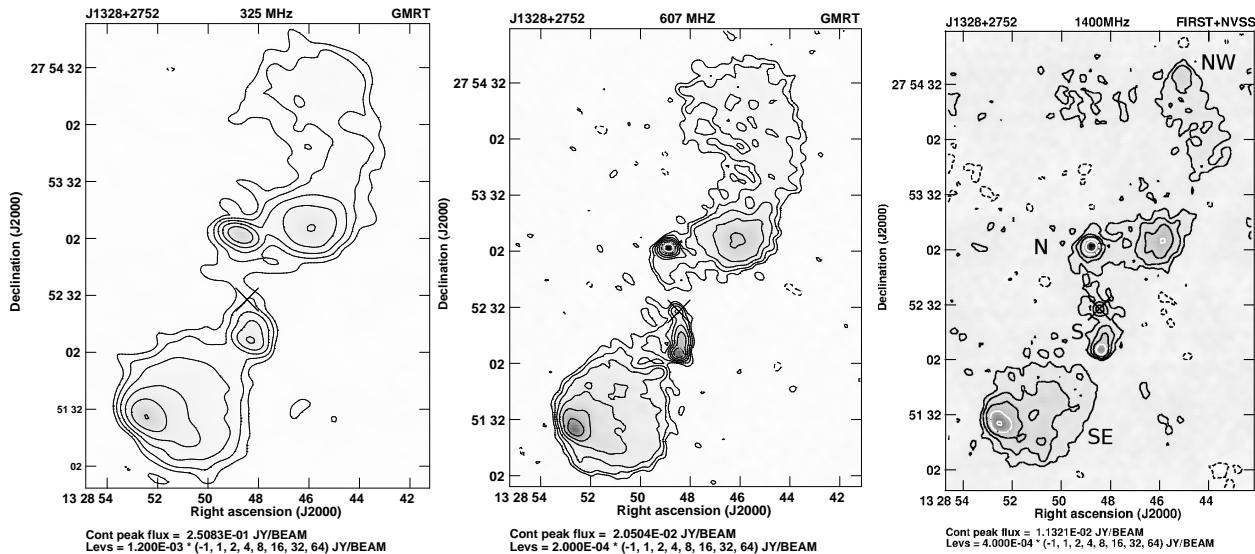 J1328+2752 325 MHz GMRT
27 54 32
02
53 32
02
52 32
02
51 32
02
Declination (J2000)
13 28 54 52 50 48 46 44 42
Right ascension (J2000)
Cont peak flux = 2.5083E-01 JY/BEAM
Levs = 1.200E-03 * (-1, 1, 2, 4, 8, 16, 32, 64) JY/BEAM
J1328+2752 607 MHZ GMRT
27 54 32
02
53 32
02
52 32
02
51 32
02
Declination (J2000)
13 28 54 52 50 48 46 44 42
Right ascension (J2000)
Cont peak flux = 2.0504E-02 JY/BEAM
Levs = 2.000E-04 * (-1, 1, 2, 4, 8, 16, 32, 64) JY/BEAM
J1328+2752 1400MHz FIRST+NVSS
NW
27 54 32
02
53 32
N
02
52 32
S
02
51 32
SE
02
Declination (J2000)
13 28 54 52 50 48 46 44
Right ascension (J2000)
Cont peak flux = 1.1321E-02 JY/BEAM
Levs = 4.000E-04 * (-1, 1, 2, 4, 8, 16, 32, 64) JY/BEAM